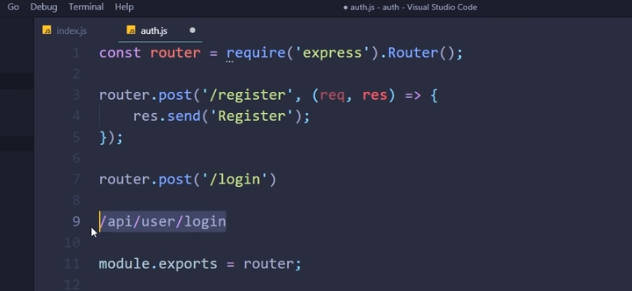 Go Debug Terminal Help ● auth.js - auth - Visual Studio Code
JS index.js JS auth.js ●
1 const router = require('express').Router();
2
3 router.post('/register', (req, res) => {
4 res.send('Register');
5 });
6
7 router.post('/login')
8
9 /api/user/login
10
11 module.exports = router;
12